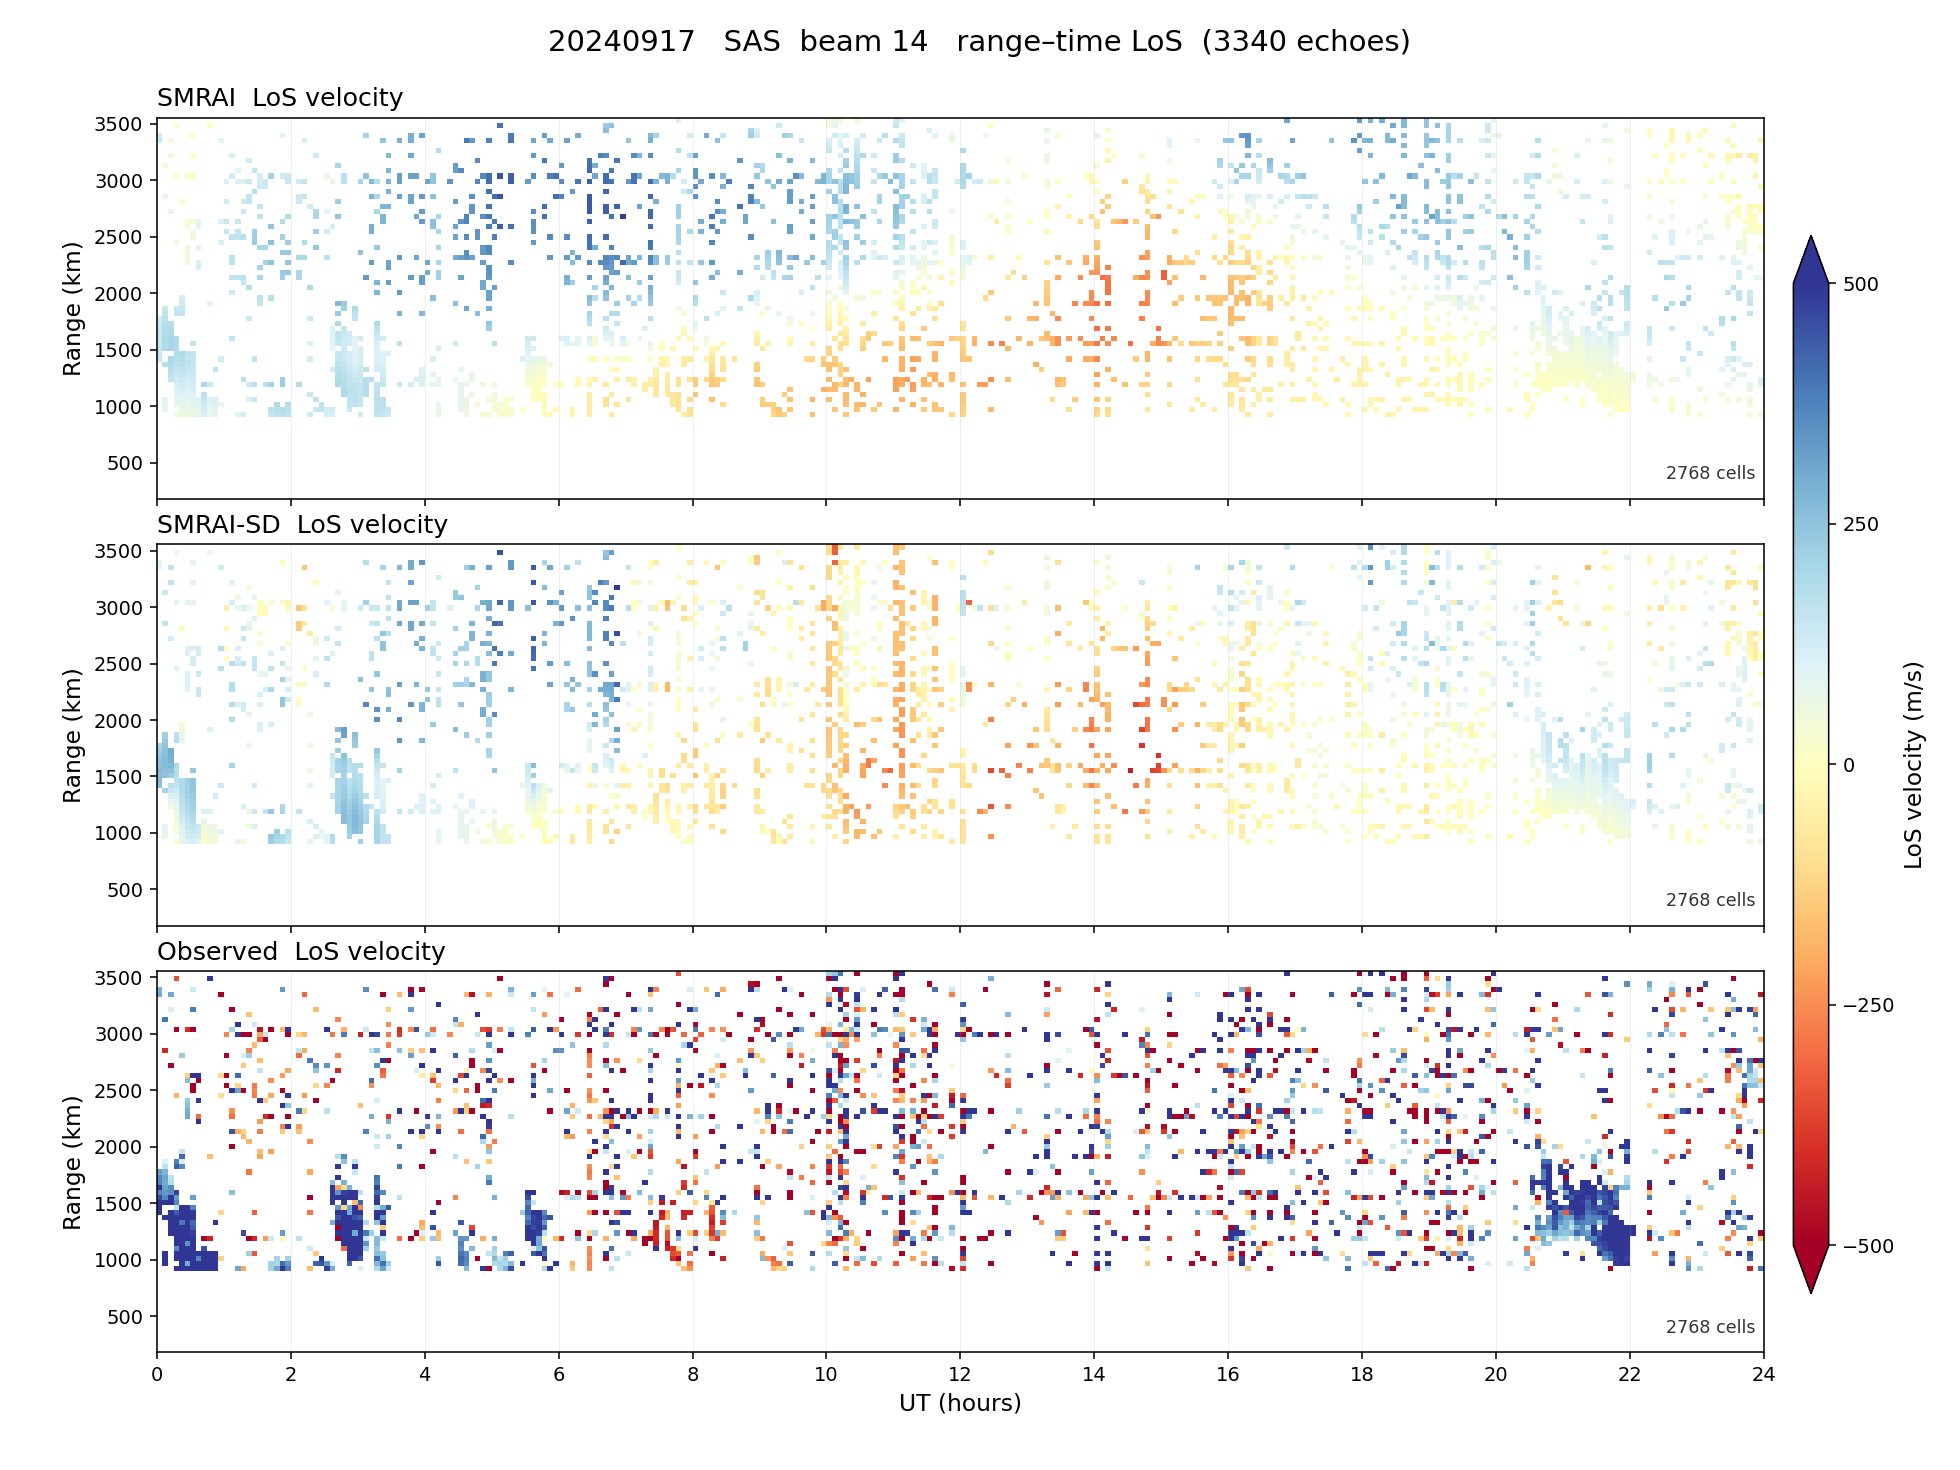 20240917   SAS  beam 14   range–time LoS  (3340 echoes)
SMRAI  LoS velocity
3500
3000
2500
2000
1500
1000
500
Range (km)
2768 cells
SMRAI-SD  LoS velocity
3500
3000
2500
2000
1500
1000
500
Range (km)
2768 cells
Observed  LoS velocity
3500
3000
2500
2000
1500
1000
500
Range (km)
2768 cells
0 2 4 6 8 10 12 14 16 18 20 22 24
UT (hours)
500
250
0
−250
−500
LoS velocity (m/s)